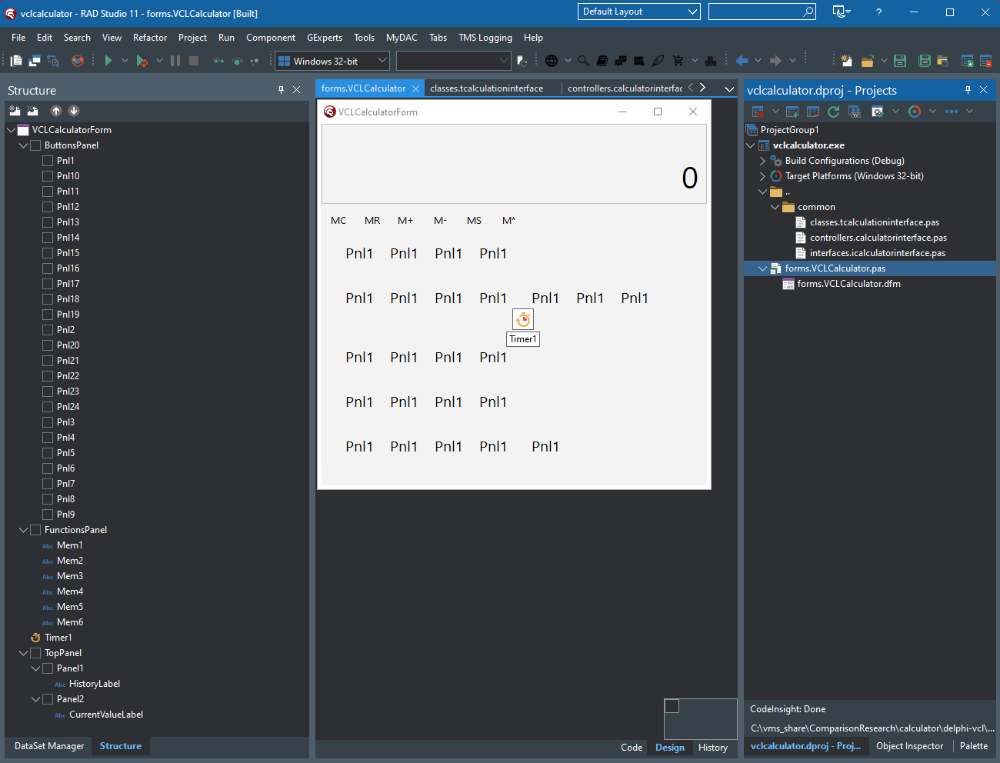 vclcalculator - RAD Studio 11 - forms.VCLCalculator [Built]
Default Layout
?
File Edit Search View Refactor Project Run Component GExperts Tools MyDAC Tabs TMS Logging Help
Windows 32-bit
Structure
VCLCalculatorForm
ButtonsPanel
Pnl1
Pnl10
Pnl11
Pnl12
Pnl13
Pnl14
Pnl15
Pnl16
Pnl17
Pnl18
Pnl19
Pnl2
Pnl20
Pnl21
Pnl22
Pnl23
Pnl24
Pnl3
Pnl4
Pnl5
Pnl6
Pnl7
Pnl8
Pnl9
FunctionsPanel
Abc Mem1
Abc Mem2
Abc Mem3
Abc Mem4
Abc Mem5
Abc Mem6
Timer1
TopPanel
Panel1
Abc HistoryLabel
Panel2
Abc CurrentValueLabel
DataSet Manager Structure
forms.VCLCalculator classes.tcalculationinterface controllers.calculatorinterfac
VCLCalculatorForm
0
MC MR M+ M- MS M*
Pnl1 Pnl1 Pnl1 Pnl1
Pnl1 Pnl1 Pnl1 Pnl1 Pnl1 Pnl1 Pnl1
Timer1
Pnl1 Pnl1 Pnl1 Pnl1
Pnl1 Pnl1 Pnl1 Pnl1
Pnl1 Pnl1 Pnl1 Pnl1 Pnl1
Code Design History
vclcalculator.dproj - Projects
ProjectGroup1
vclcalculator.exe
Build Configurations (Debug)
Target Platforms (Windows 32-bit)
..
common
classes.tcalculationinterface.pas
controllers.calculatorinterface.pas
interfaces.icalculatorinterface.pas
forms.VCLCalculator.pas
forms.VCLCalculator.dfm
CodeInsight: Done
C:\vms_share\ComparisonResearch\calculator\delphi-vcl\...
vclcalculator.dproj - Proj... Object Inspector Palette